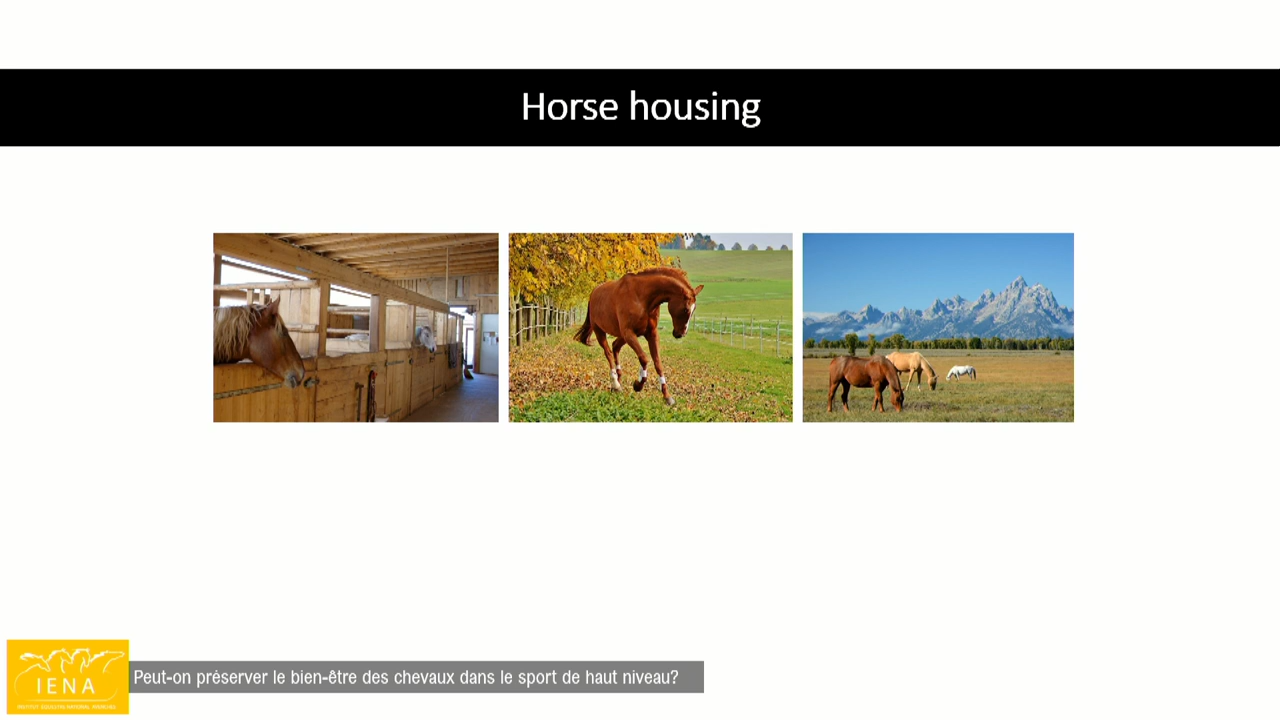 Horse housing
IENA
Peut-on préserver le bien-être des chevaux dans le sport de haut niveau?